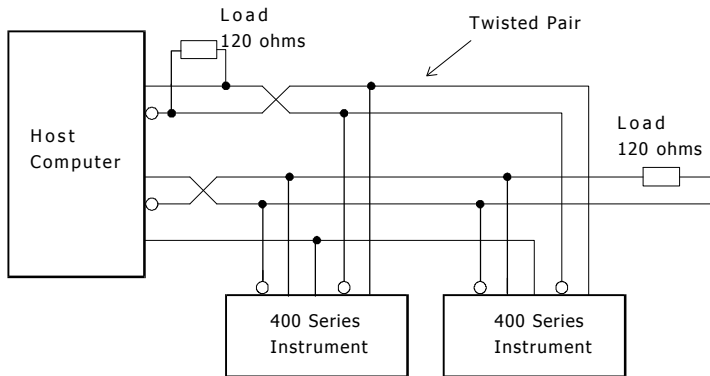 Load
120 ohms
Twisted Pair
Host
Computer
Load
120 ohms
400 Series
Instrument
400 Series
Instrument